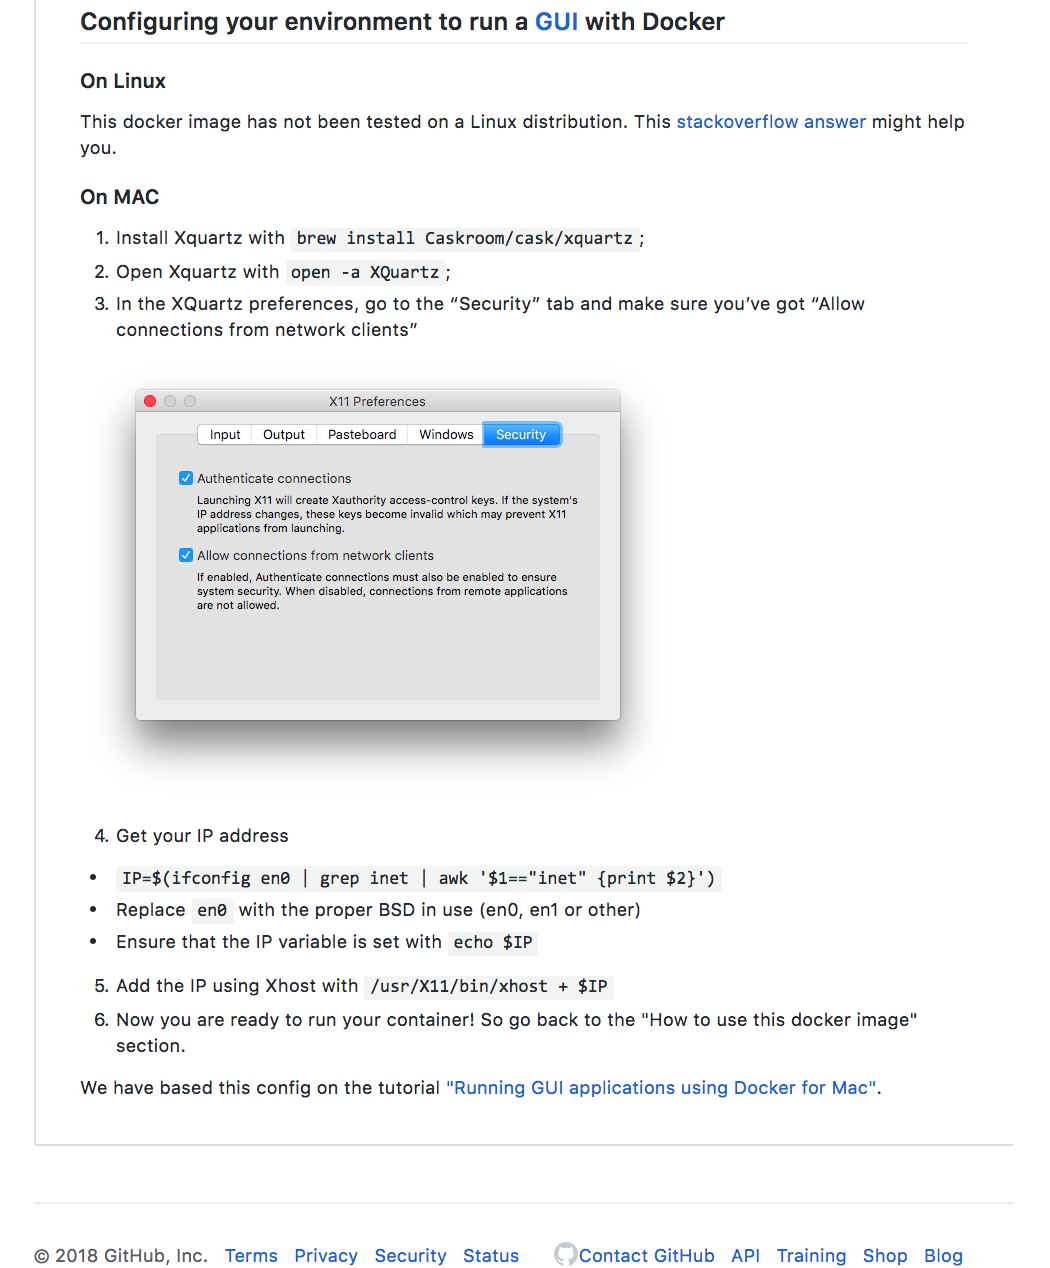 Configuring your environment to run a GUI with Docker
On Linux
This docker image has not been tested on a Linux distribution. This stackoverflow answer might help
you.
On MAC
1. Install Xquartz with brew install Caskroom/cask/xquartz ;
2. Open Xquartz with open -a XQuartz ;
3. In the XQuartz preferences, go to the “Security” tab and make sure you’ve got “Allow
connections from network clients”
X11 Preferences
Input Output Pasteboard Windows Security
Authenticate connections
Launching X11 will create Xauthority access-control keys. If the system's
IP address changes, these keys become invalid which may prevent X11
applications from launching.
Allow connections from network clients
If enabled, Authenticate connections must also be enabled to ensure
system security. When disabled, connections from remote applications
are not allowed.
4. Get your IP address
• IP=$(ifconfig en0 | grep inet | awk '$1=="inet" {print $2}')
• Replace en0 with the proper BSD in use (en0, en1 or other)
• Ensure that the IP variable is set with echo $IP
5. Add the IP using Xhost with /usr/X11/bin/xhost + $IP
6. Now you are ready to run your container! So go back to the "How to use this docker image"
section.
We have based this config on the tutorial "Running GUI applications using Docker for Mac".
© 2018 GitHub, Inc. Terms Privacy Security Status Contact GitHub API Training Shop Blog